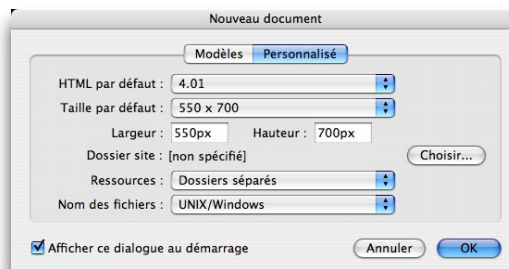 Nouveau document
Modèles Personnalisé
HTML par défaut : 4.01
Taille par défaut : 550 x 700
Largeur : 550px Hauteur : 700px
Dossier site : [non spécifié] Choisir...
Ressources : Dossiers séparés
Nom des fichiers : UNIX/Windows
Afficher ce dialogue au démarrage Annuler OK